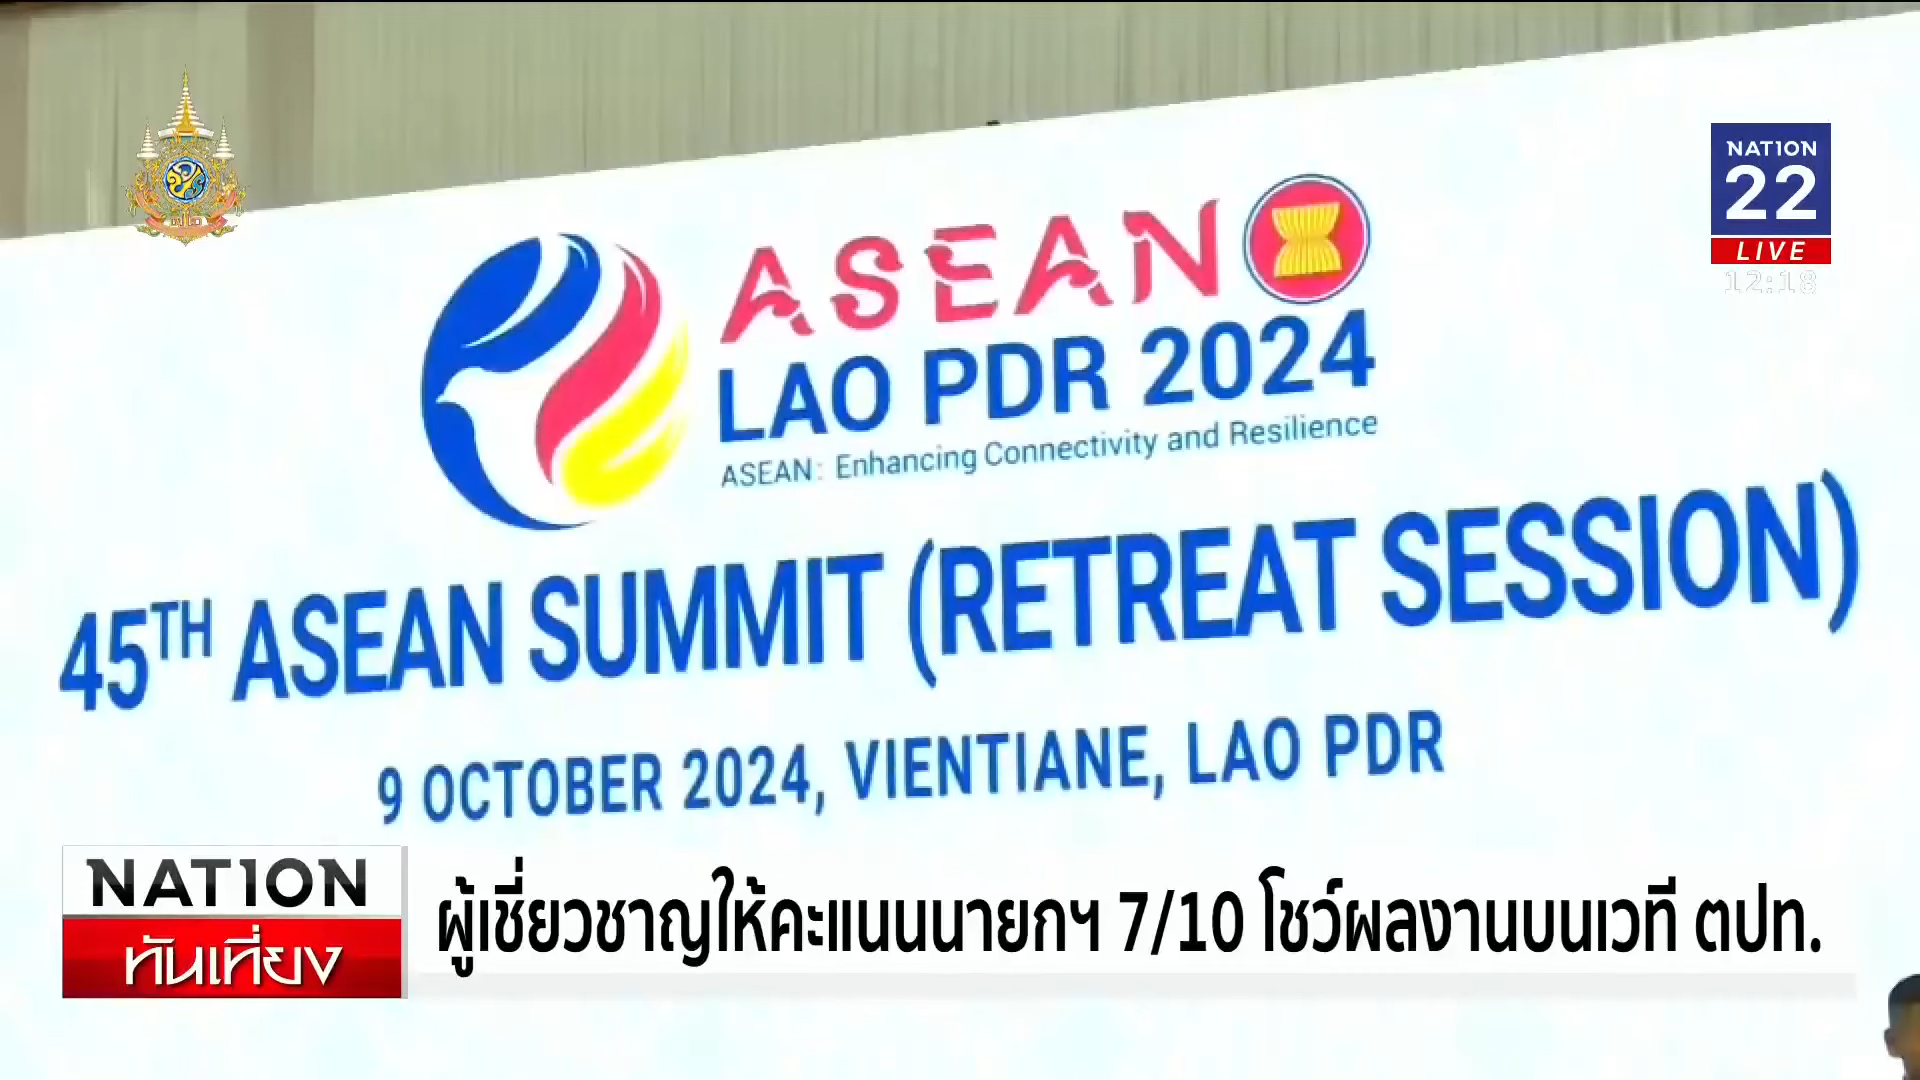 NATION
22
LIVE
12:18
ASEAN
LAO PDR 2024
ASEAN: Enhancing Connectivity and Resilience
45TH ASEAN SUMMIT (RETREAT SESSION)
9 OCTOBER 2024, VIENTIANE, LAO PDR
NATION
ทันเที่ยง
ผู้เชี่ยวชาญให้คะแนนนายกฯ 7/10 โชว์ผลงานบนเวที ตปท.